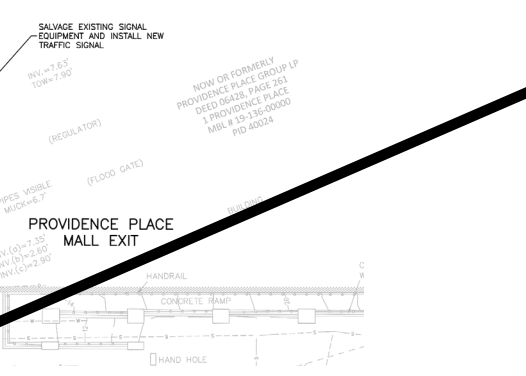 SALVAGE EXISTING SIGNAL
EQUIPMENT AND INSTALL NEW
TRAFFIC SIGNAL
INV.=7.63'
TOW=7.90'
NOW OR FORMERLY
PROVIDENCE PLACE GROUP LP
DEED 06428, PAGE 261
1 PROVIDENCE PLACE
MBL # 19-136-00000
PID 40024
(REGULATOR)
(FLOOD GATE)
PIPES VISIBLE
MUCK=6.7'
BUILDING
PROVIDENCE PLACE
MALL EXIT
INV.(a)=7.35'
INV.(b)=2.60'
INV.(c)=2.90'
HANDRAIL
CONCRETE RAMP
12
HAND HOLE